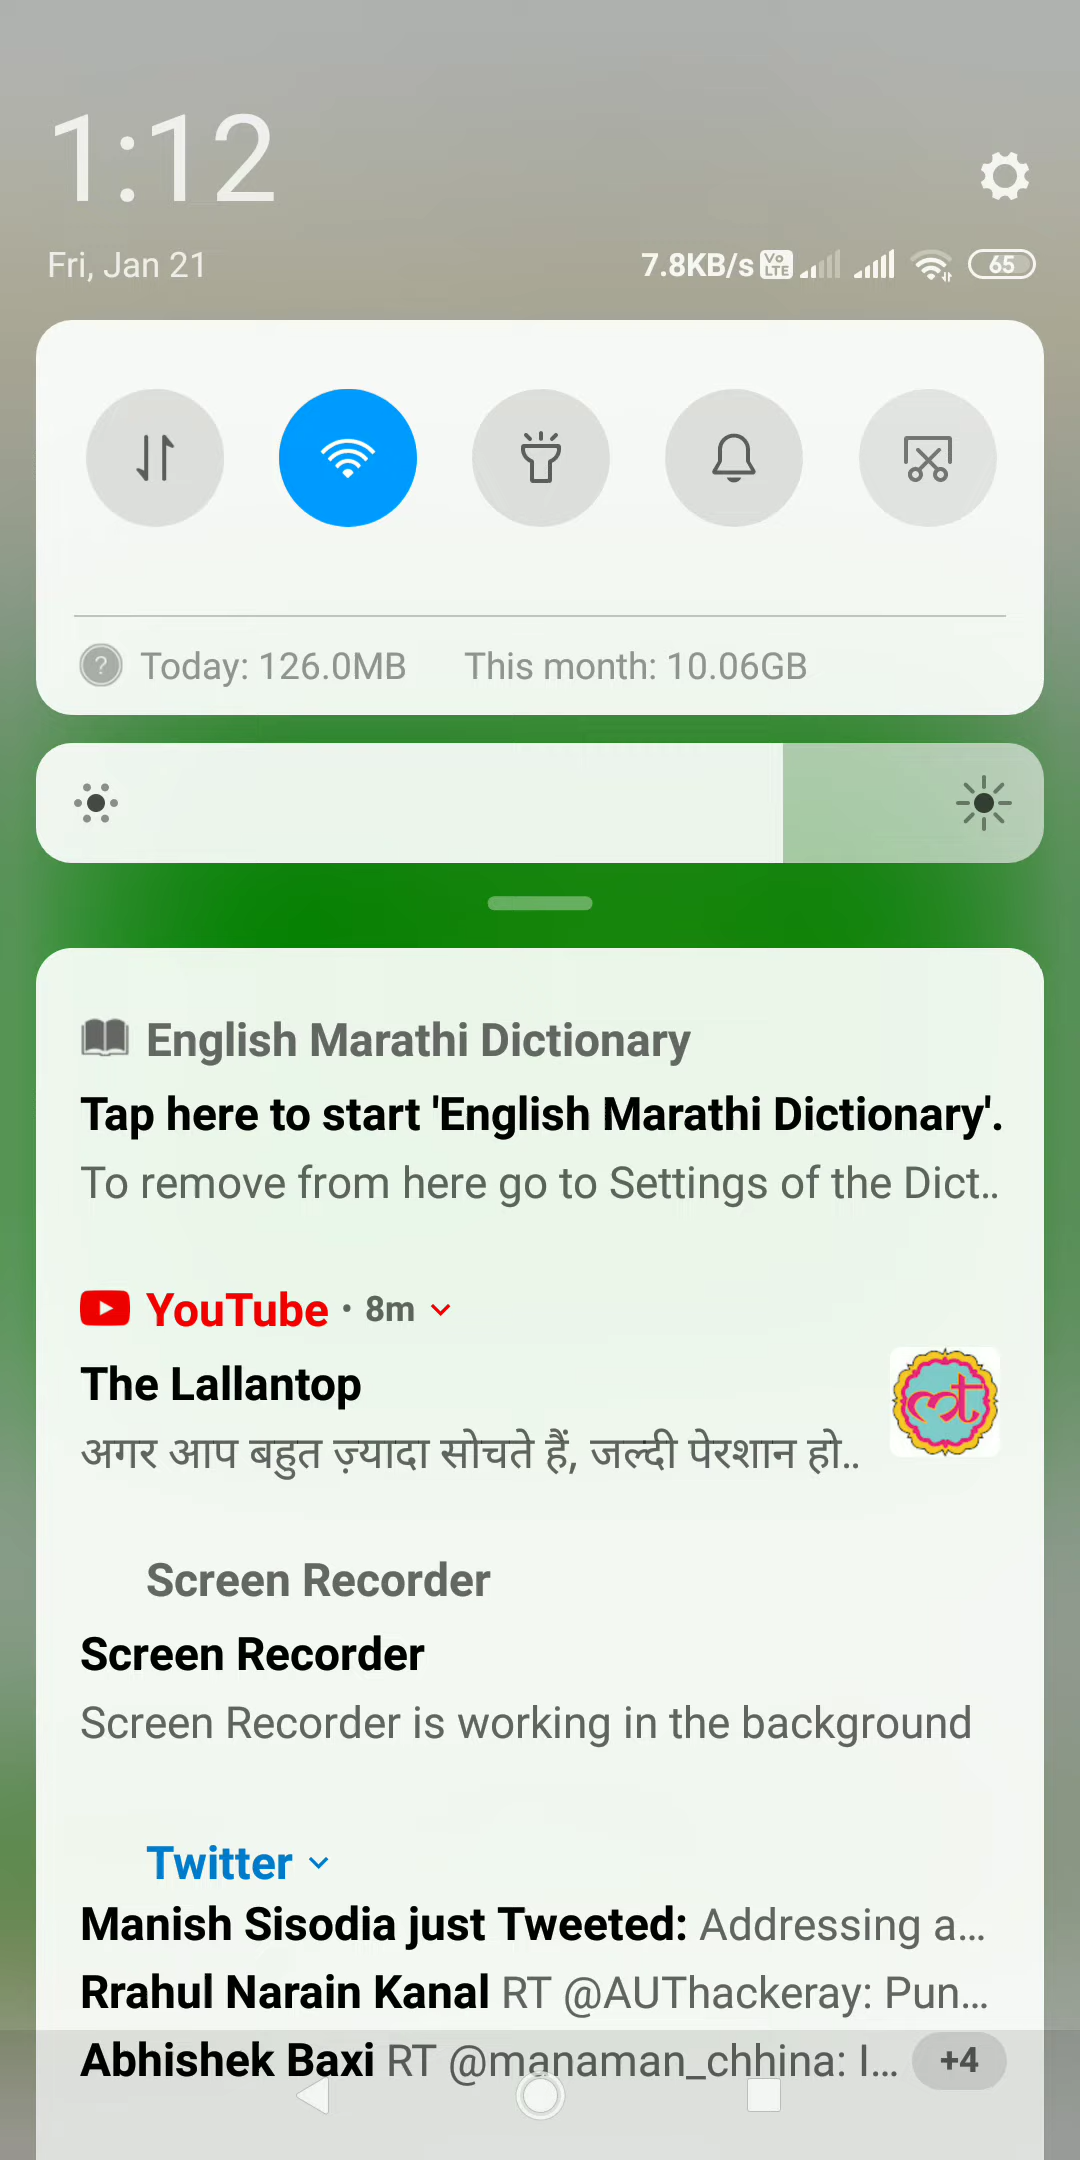 1:12
Fri, Jan 21
7.8KB/s Vo LTE 65
Today: 126.0MB This month: 10.06GB
English Marathi Dictionary
Tap here to start 'English Marathi Dictionary'.
To remove from here go to Settings of the Dict..
YouTube • 8m
The Lallantop
अगर आप बहुत ज़्यादा सोचते हैं, जल्दी पेरशान हो..
Screen Recorder
Screen Recorder
Screen Recorder is working in the background
Twitter
Manish Sisodia just Tweeted: Addressing a...
Rrahul Narain Kanal RT @AUThackeray: Pun...
Abhishek Baxi RT @manaman_chhina: I... +4